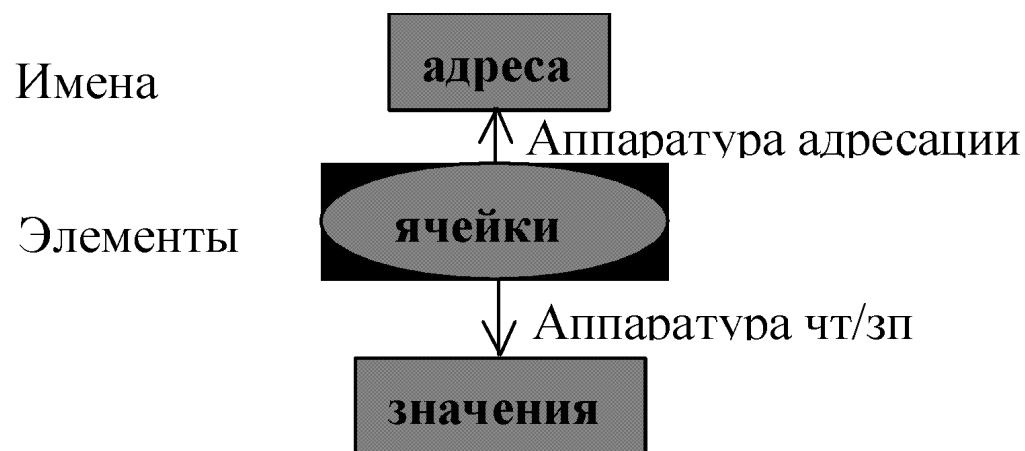 адреса
Имена
Аппаратура адресации
ячейки
Элементы
Аппаратура чт/зп
значения